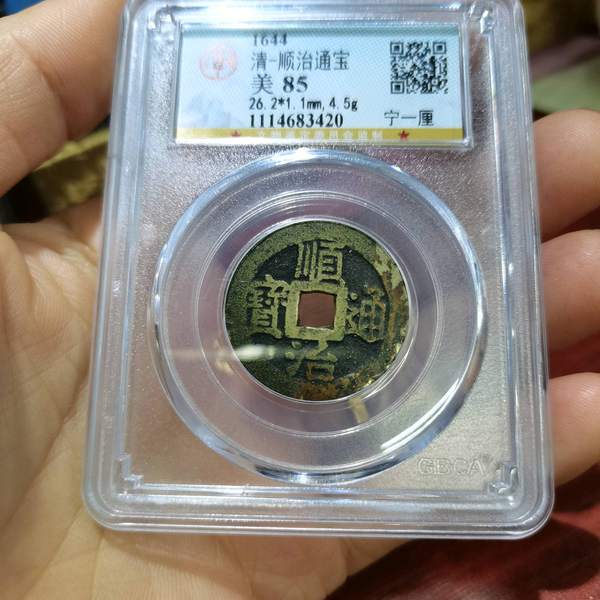 1644
清-顺治通宝
美 85
26.2*1.1mm,4.5g
1114683420 宁一厘
順
寶 通
治
GBCA